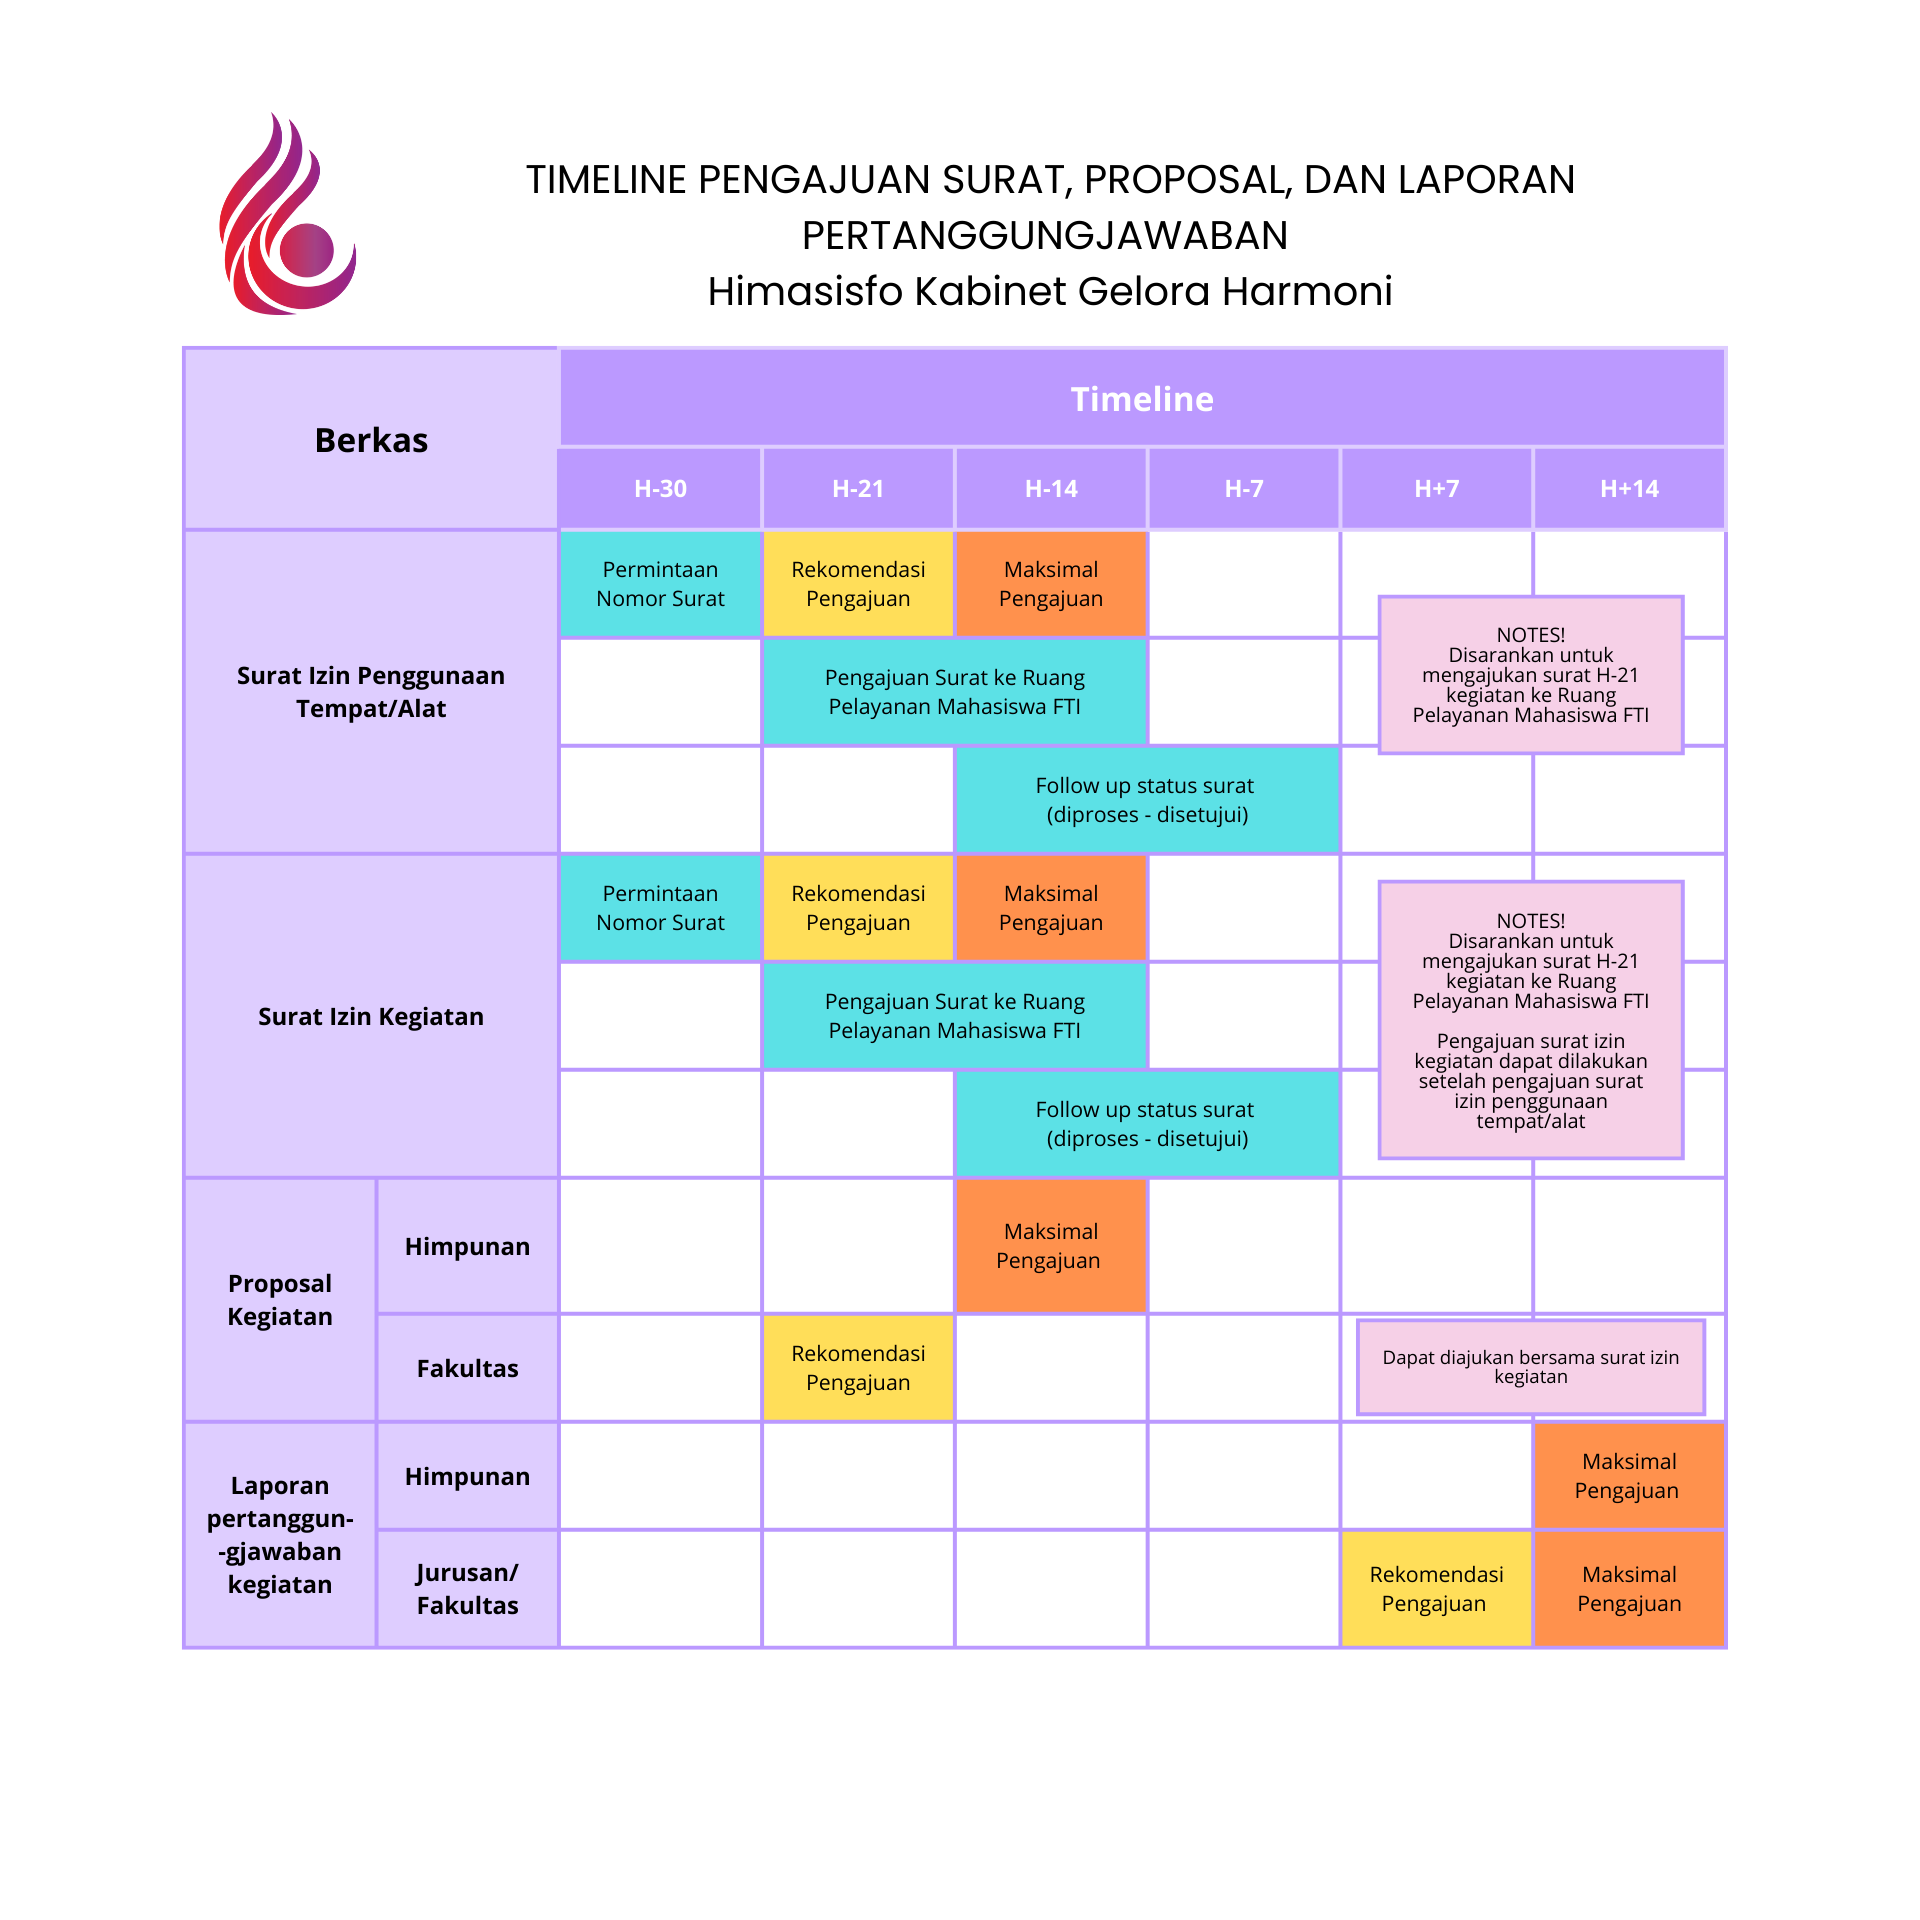 TIMELINE PENGAJUAN SURAT, PROPOSAL, DAN LAPORAN
PERTANGGUNGJAWABAN
Himasisfo Kabinet Gelora Harmoni
Berkas
Timeline
H-30
H-21
H-14
H-7
H+7
H+14
Surat Izin Penggunaan
Tempat/Alat
Permintaan
Nomor Surat
Rekomendasi
Pengajuan
Maksimal
Pengajuan
Pengajuan Surat ke Ruang
Pelayanan Mahasiswa FTI
Follow up status surat
(diproses - disetujui)
NOTES!
Disarankan untuk
mengajukan surat H-21
kegiatan ke Ruang
Pelayanan Mahasiswa FTI
Surat Izin Kegiatan
Permintaan
Nomor Surat
Rekomendasi
Pengajuan
Maksimal
Pengajuan
Pengajuan Surat ke Ruang
Pelayanan Mahasiswa FTI
Follow up status surat
(diproses - disetujui)
NOTES!
Disarankan untuk
mengajukan surat H-21
kegiatan ke Ruang
Pelayanan Mahasiswa FTI
Pengajuan surat izin
kegiatan dapat dilakukan
setelah pengajuan surat
izin penggunaan
tempat/alat
Proposal
Kegiatan
Himpunan
Maksimal
Pengajuan
Fakultas
Rekomendasi
Pengajuan
Dapat diajukan bersama surat izin
kegiatan
Laporan
pertanggun-
-gjawaban
kegiatan
Himpunan
Maksimal
Pengajuan
Jurusan/
Fakultas
Rekomendasi
Pengajuan
Maksimal
Pengajuan